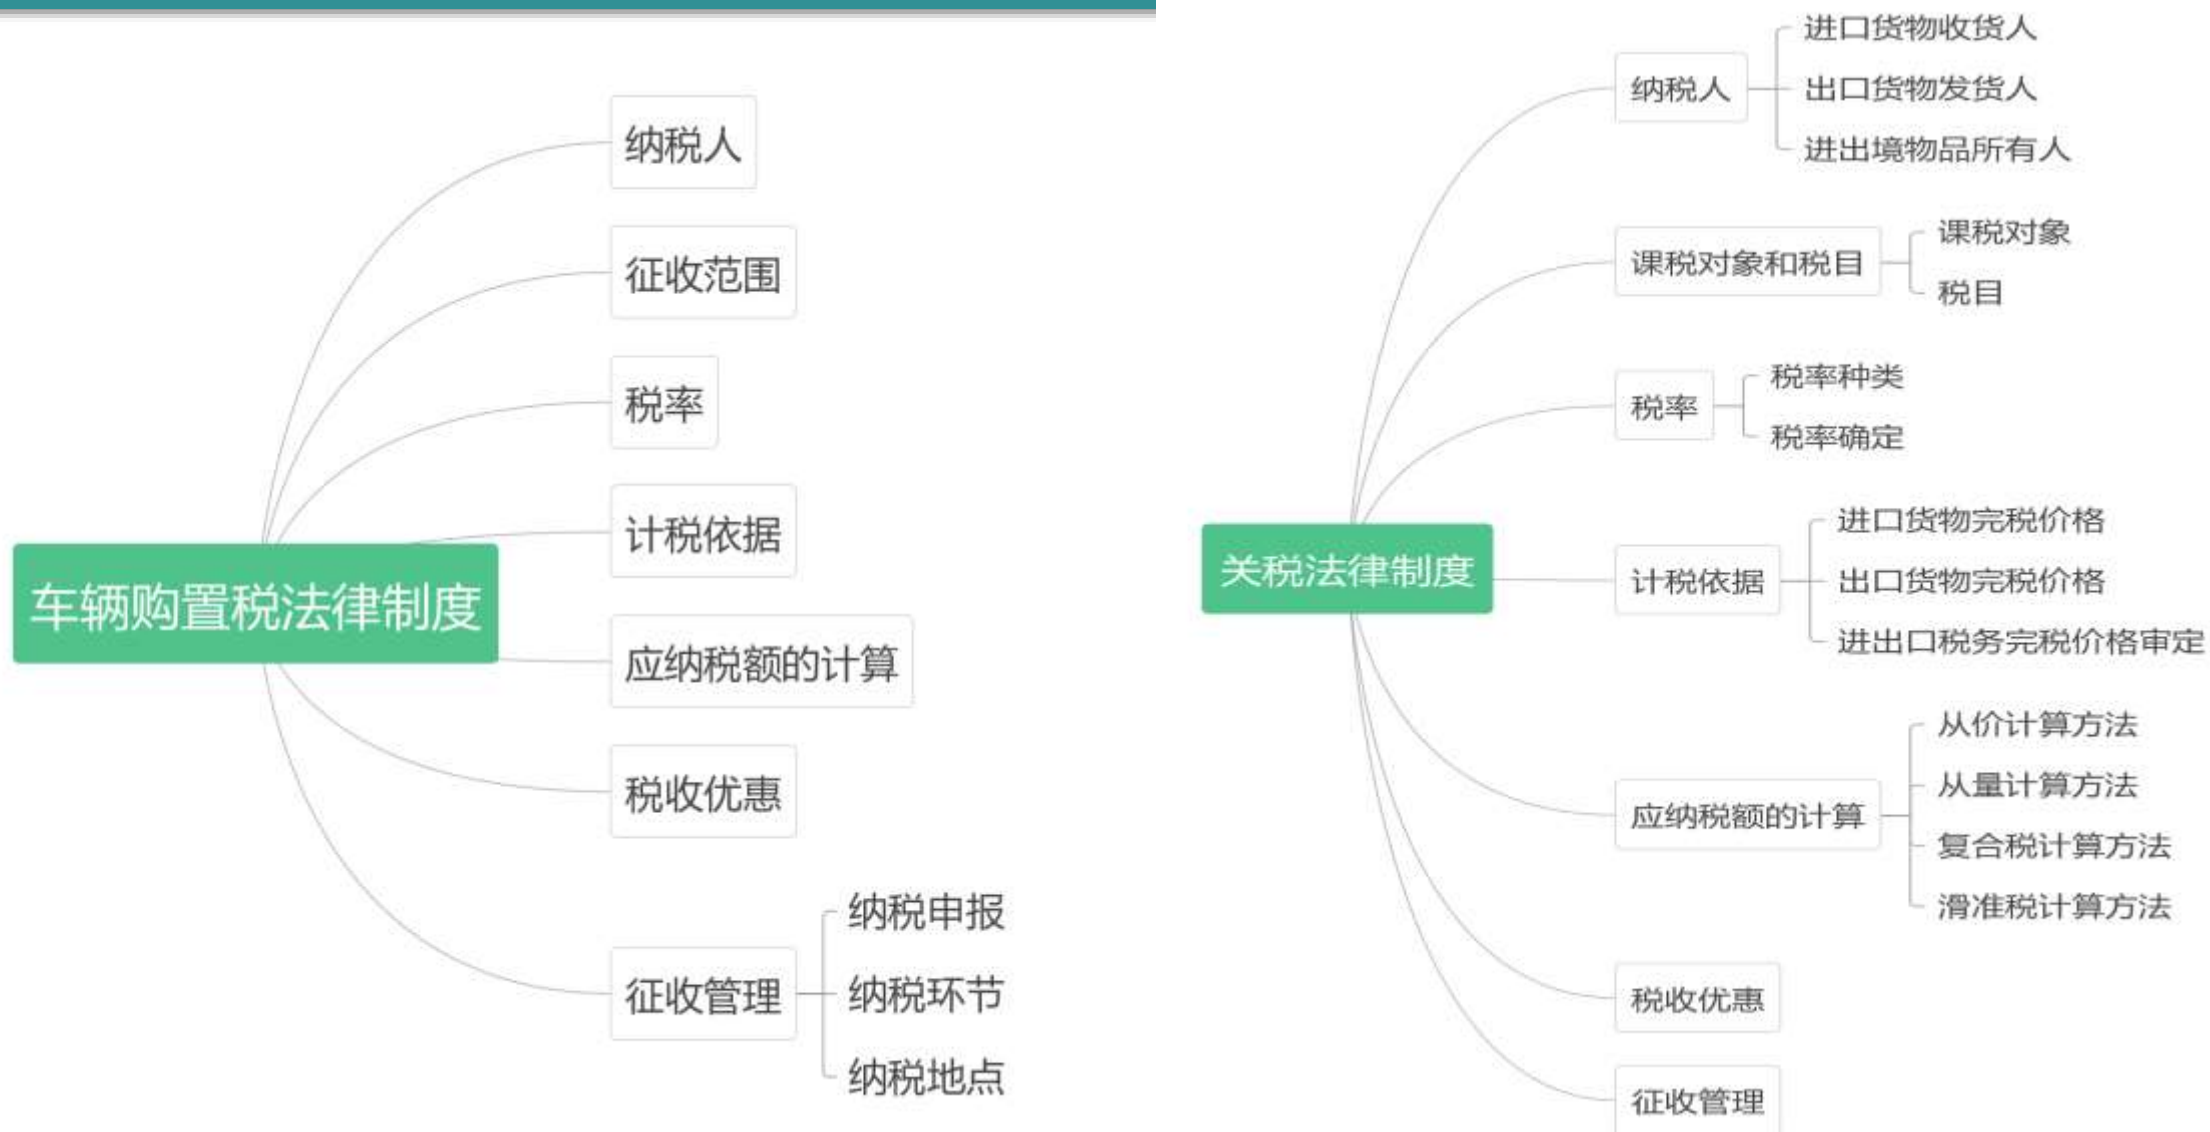 车辆购置税法律制度
纳税人
征收范围
税率
计税依据
应纳税额的计算
税收优惠
征收管理
纳税申报
纳税环节
纳税地点
关税法律制度
纳税人
进口货物收货人
出口货物发货人
进出境物品所有人
课税对象和税目
课税对象
税目
税率
税率种类
税率确定
计税依据
进口货物完税价格
出口货物完税价格
进出口税务完税价格审定
应纳税额的计算
从价计算方法
从量计算方法
复合税计算方法
滑准税计算方法
税收优惠
征收管理